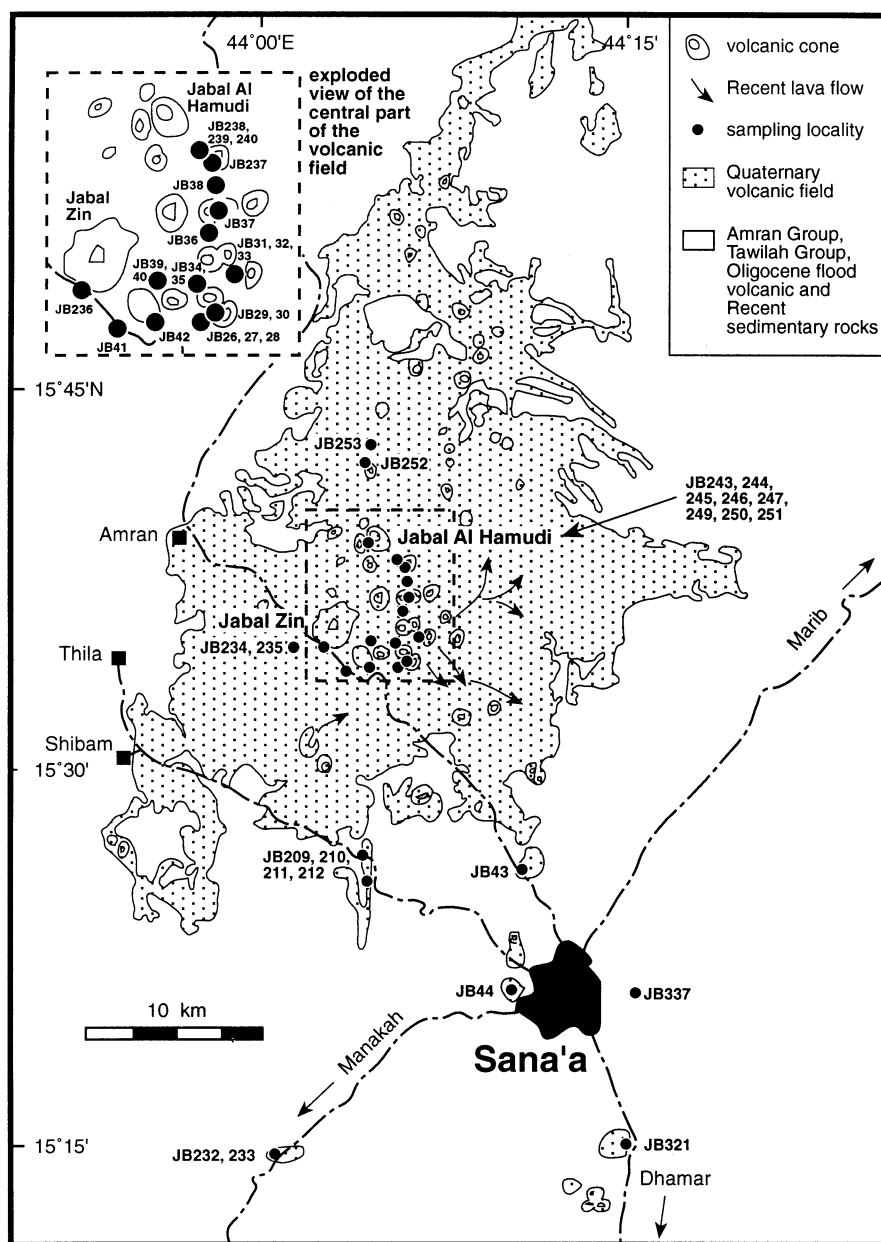 44°00'E
44°15'
volcanic cone
Recent lava flow
sampling locality
Quaternary
volcanic field
Amran Group,
Tawilah Group,
Oligocene flood
volcanic and
Recent
sedimentary rocks
exploded
view of the
central part
of the
volcanic
field
Jabal Al
Hamudi
JB238,
239, 240
JB237
JB38
Jabal
Zin
JB37
JB36
JB31, 32,
33
JB39,
40
JB34,
35
JB236
JB29, 30
JB41
JB42
JB26, 27, 28
15°45'N
JB253
JB252
JB243, 244,
245, 246, 247,
249, 250, 251
Amran
Jabal Al Hamudi
Jabal Zin
JB234, 235
Marib
Thila
Shibam
15°30'
JB209, 210,
211, 212
JB43
JB44
JB337
10 km
Sana'a
Manakah
15°15'
JB232, 233
JB321
Dhamar